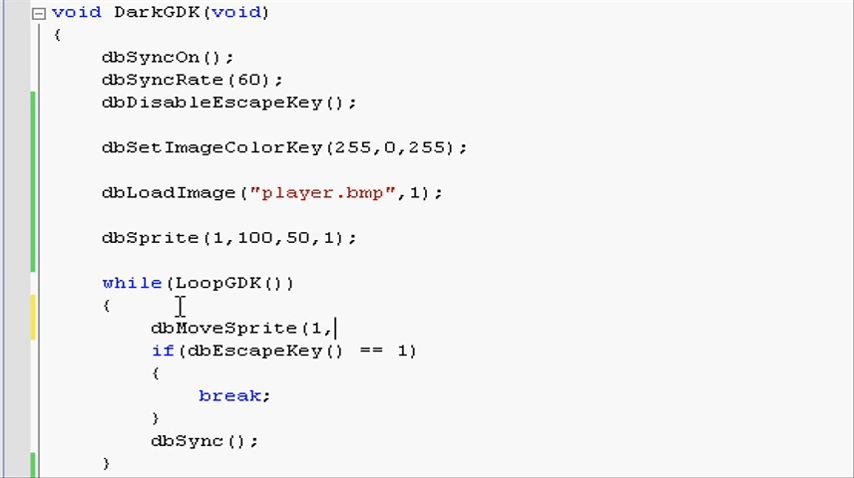 void DarkGDK(void)
{
dbSyncOn();
dbSyncRate(60);
dbDisableEscapeKey();
dbSetImageColorKey(255,0,255);
dbLoadImage("player.bmp",1);
dbSprite(1,100,50,1);
while(LoopGDK())
{
dbMoveSprite(1,
if(dbEscapeKey() == 1)
{
break;
}
dbSync();
}